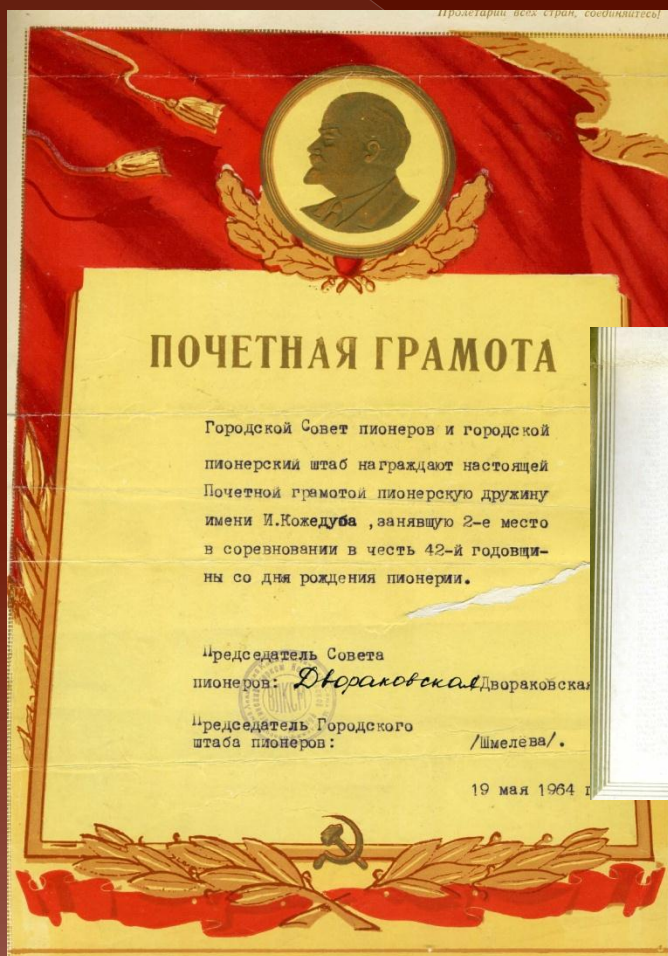 Пролетарии всех стран, соединяйтесь!
ПОЧЕТНАЯ ГРАМОТА
Городской Совет пионеров и городской
пионерский штаб награждают настоящей
Почетной грамотой пионерскую дружину
имени И.Кожедуба ,занявшую 2-е место
в соревновании в честь 42-й годовщи-
ны со дня рождения пионерии.
Председатель Совета
пионеров: Двораковская Двораковская
Председатель Городского
штаба пионеров: /Шмелёва/.
19 мая 1964 г
ВЛКСМ